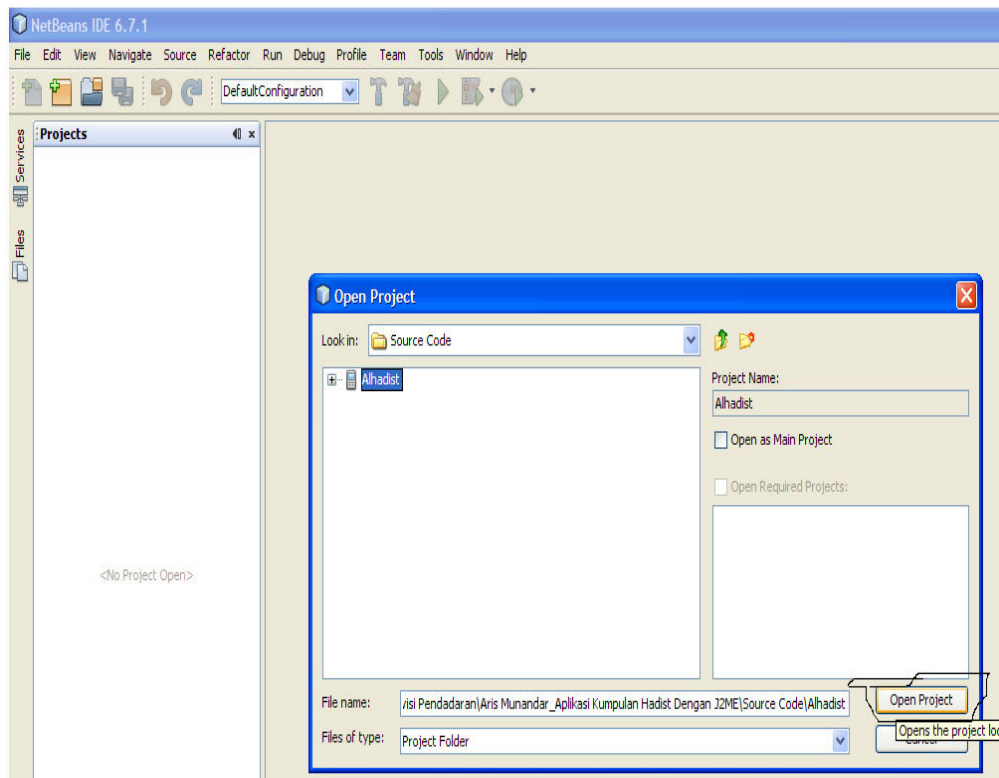 NetBeans IDE 6.7.1
File Edit View Navigate Source Refactor Run Debug Profile Team Tools Window Help
DefaultConfiguration
Services
Files
Projects
<No Project Open>
Open Project
Look in: Source Code
Alhadist
Project Name:
Alhadist
Open as Main Project
Open Required Projects:
File name: /isi Pendadaran\Aris Munandar_Aplikasi Kumpulan Hadist Dengan J2ME\Source Code\Alhadist
Open Project
Opens the project loc
Files of type: Project Folder